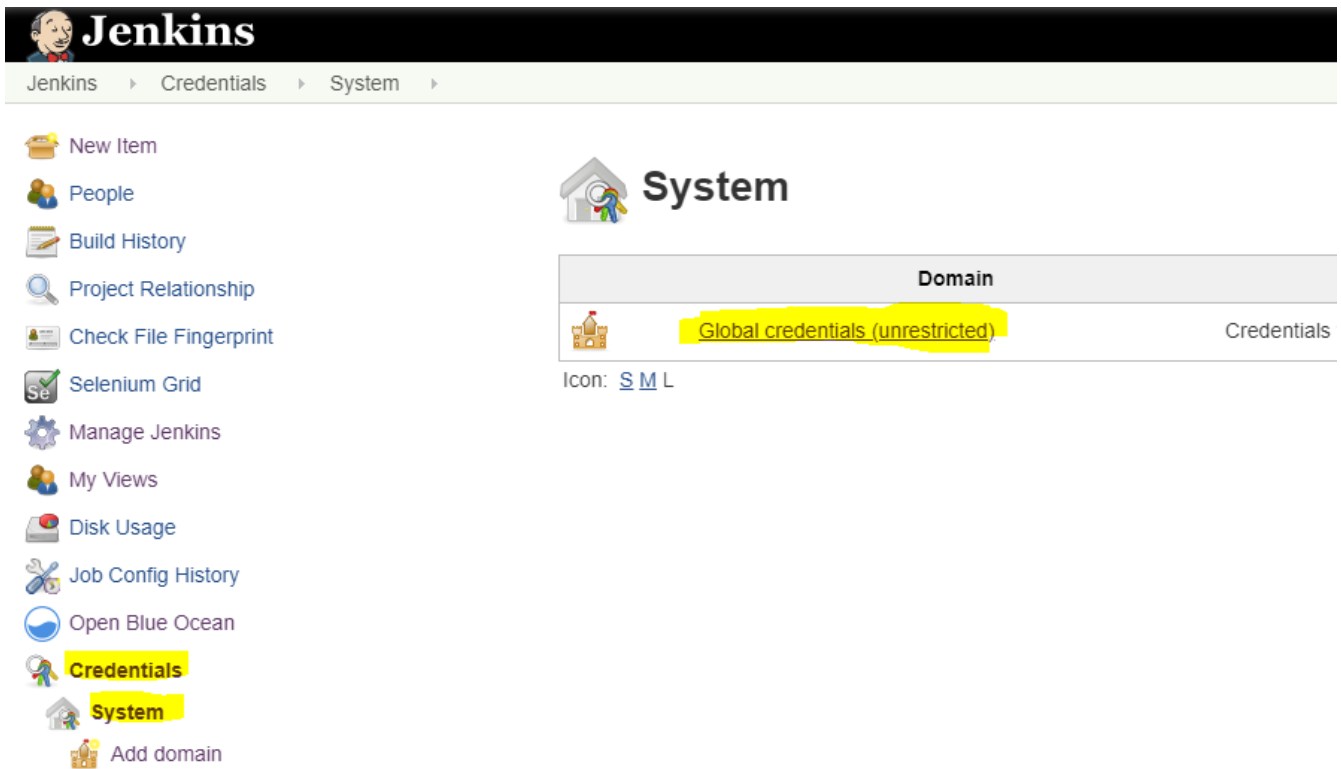 Jenkins
Jenkins Credentials System
New Item
People
Build History
Project Relationship
Check File Fingerprint
Se Selenium Grid
Manage Jenkins
My Views
Disk Usage
Job Config History
Open Blue Ocean
Credentials
System
Add domain
System
Domain
Global credentials (unrestricted) Credentials
Icon: S M L